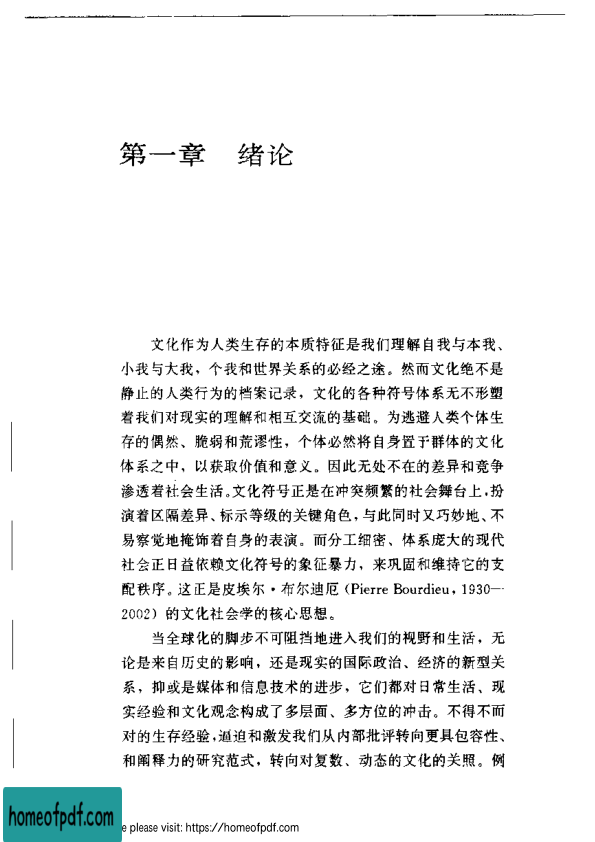 第一章 绪论
文化作为人类生存的本质特征是我们理解自我与本我、
小我与大我，个我和世界关系的必经之途。然而文化绝不是
静止的人类行为的档案记录，文化的各种符号体系无不形塑
着我们对现实的理解和相互交流的基础。为逃避人类个体生
存的偶然、脆弱和荒谬性，个体必然将自身置于群体的文化
体系之中，以获取价值和意义。因此无处不在的差异和竞争
渗透着社会生活。文化符号正是在冲突频繁的社会舞台上，扮
演着区隔差异、标示等级的关键角色，与此同时又巧妙地、不
易察觉地掩饰着自身的表演。而分工细密、体系庞大的现代
社会正日益依赖文化符号的象征暴力，来巩固和维持它的支
配秩序。这正是皮埃尔·布尔迪厄（Pierre Bourdieu，1930—
2002）的文化社会学的核心思想。
当全球化的脚步不可阻挡地进入我们的视野和生活，无
论是来自历史的影响，还是现实的国际政治、经济的新型关
系，抑或是媒体和信息技术的进步，它们都对日常生活、现
实经验和文化观念构成了多层面、多方位的冲击。不得不面
对的生存经验，逼迫和激发我们从内部批评转向更具包容性、
和阐释力的研究范式，转向对复数、动态的文化的关照。例
homeofpdf.com
e please visit: https://homeofpdf.com